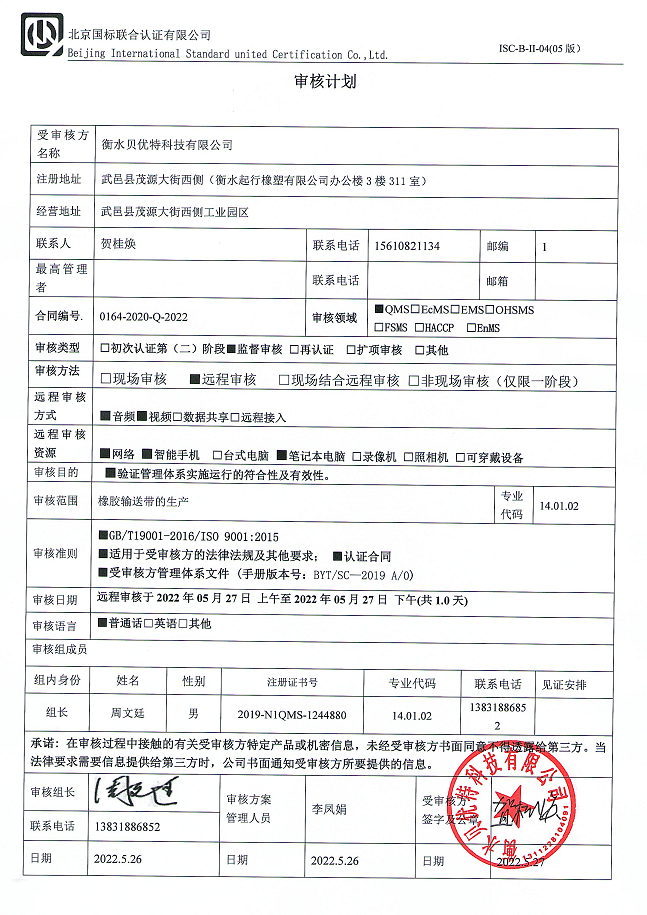 北京国标联合认证有限公司
Beijing International Standard united Certification Co.,Ltd.
ISC-B-II-04(05 版)
审核计划
受审核方名称 衡水贝优特科技有限公司
注册地址 武邑县茂源大街西侧（衡水起行橡塑有限公司办公楼 3 楼 311 室）
经营地址 武邑县茂源大街西侧工业园区
联系人 贺桂焕 联系电话 15610821134 邮编 1
最高管理者 联系电话 邮箱
合同编号. 0164-2020-Q-2022 审核领域 ■QMS□EcMS□EMS□OHSMS
□FSMS □HACCP □EnMS
审核类型 □初次认证第（二）阶段■监督审核 □再认证 □扩项审核 □其他
审核方法 □现场审核 ■远程审核 □现场结合远程审核 □非现场审核（仅限一阶段）
远程审核方式 ■音频■视频□数据共享□远程接入
远程审核资源 ■网络 ■智能手机 □台式电脑 ■笔记本电脑 □录像机 □照相机 □可穿戴设备
审核目的 ■验证管理体系实施运行的符合性及有效性。
审核范围 橡胶输送带的生产 专业代码 14.01.02
审核准则 ■GB/T19001-2016/ISO 9001:2015
■适用于受审核方的法律法规及其他要求； ■认证合同
■受审核方管理体系文件（手册版本号：BYT/SC—2019 A/0)
审核日期 远程审核于 2022 年 05 月 27 日 上午至 2022 年 05 月 27 日 下午(共 1.0 天)
审核语言 ■普通话□英语□其他
审核组成员
组内身份 姓名 性别 注册证书号 专业代码 联系电话 见证安排
组长 周文廷 男 2019-N1QMS-1244880 14.01.02 13831886852
承诺：在审核过程中接触的有关受审核方特定产品或机密信息，未经受审核方书面同意不得透露给第三方。当
法律要求需要信息提供给第三方时，公司书面通知受审核方所要提供的信息。
审核组长 周文廷 审核方案管理人员 李凤娟 受审核方签字及公章 贺桂焕
联系电话 13831886852
日期 2022.5.26 日期 2022.5.26 日期 2022.5.27
衡水贝优特科技有限公司
1311228104091